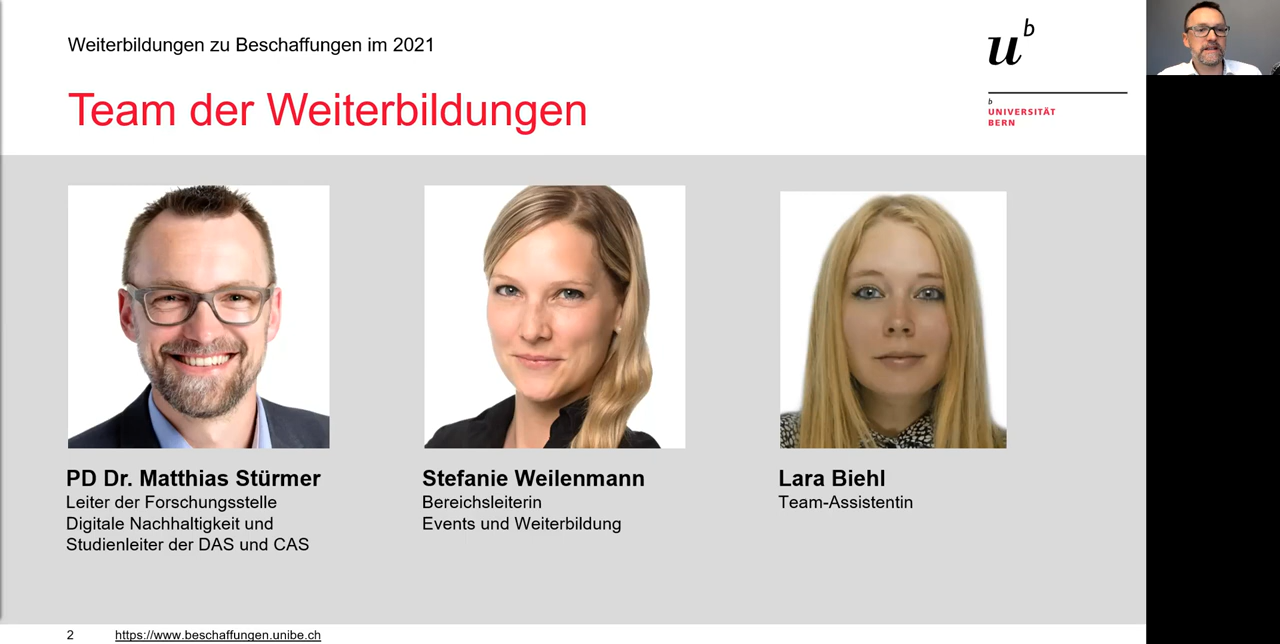 Weiterbildungen zu Beschaffungen im 2021
Team der Weiterbildungen
u b
b
UNIVERSITÄT
BERN
PD Dr. Matthias Stürmer
Leiter der Forschungsstelle
Digitale Nachhaltigkeit und
Studienleiter der DAS und CAS
Stefanie Weilenmann
Bereichsleiterin
Events und Weiterbildung
Lara Biehl
Team-Assistentin
2 https://www.beschaffungen.unibe.ch